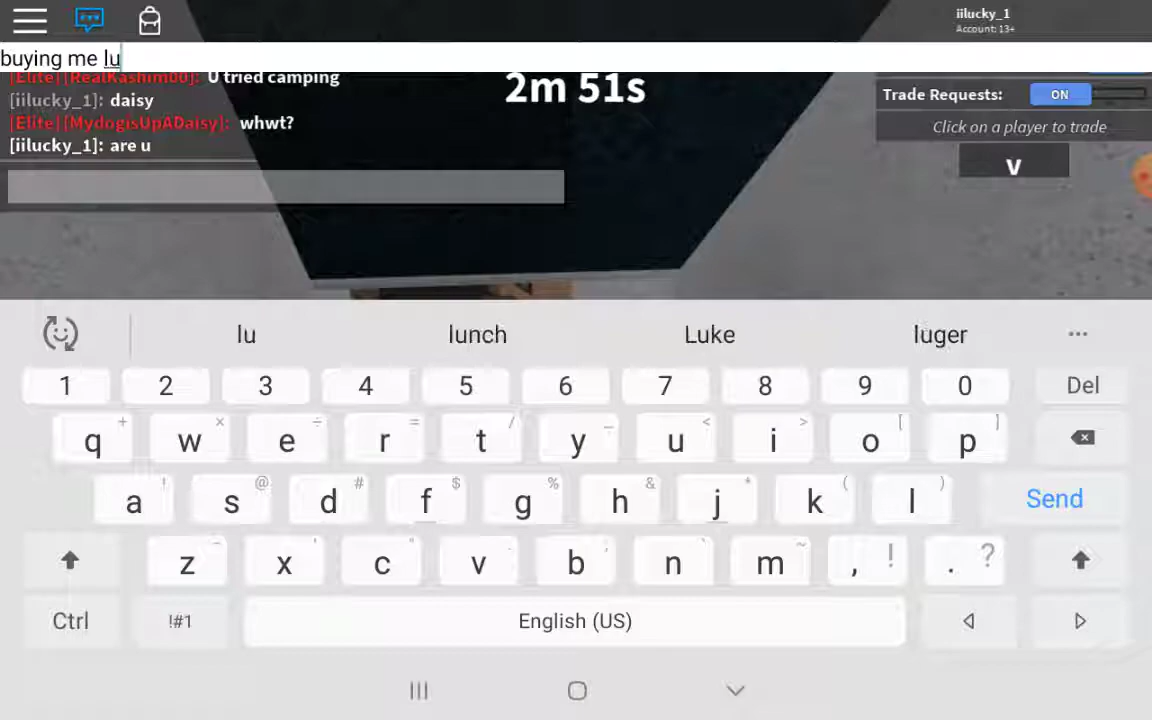 iilucky_1
Account: 13+
buying me lu
[Elite][RealKashim00]: U tried camping
2m 51s
[iilucky_1]: daisy
[Elite][MydogisUpADaisy]: whwt?
[iilucky_1]: are u
Trade Requests: ON
Click on a player to trade
v
lu lunch Luke luger ...
1 2 3 4 5 6 7 8 9 0 Del
q + w × e ÷ r = t / y _ u < i > o [ p ]
a ! s @ d # f $ g % h & j * k ( l ) Send
z - x ' c " v . b ; n ` m ~ , ! . ?
Ctrl !#1 English (US)